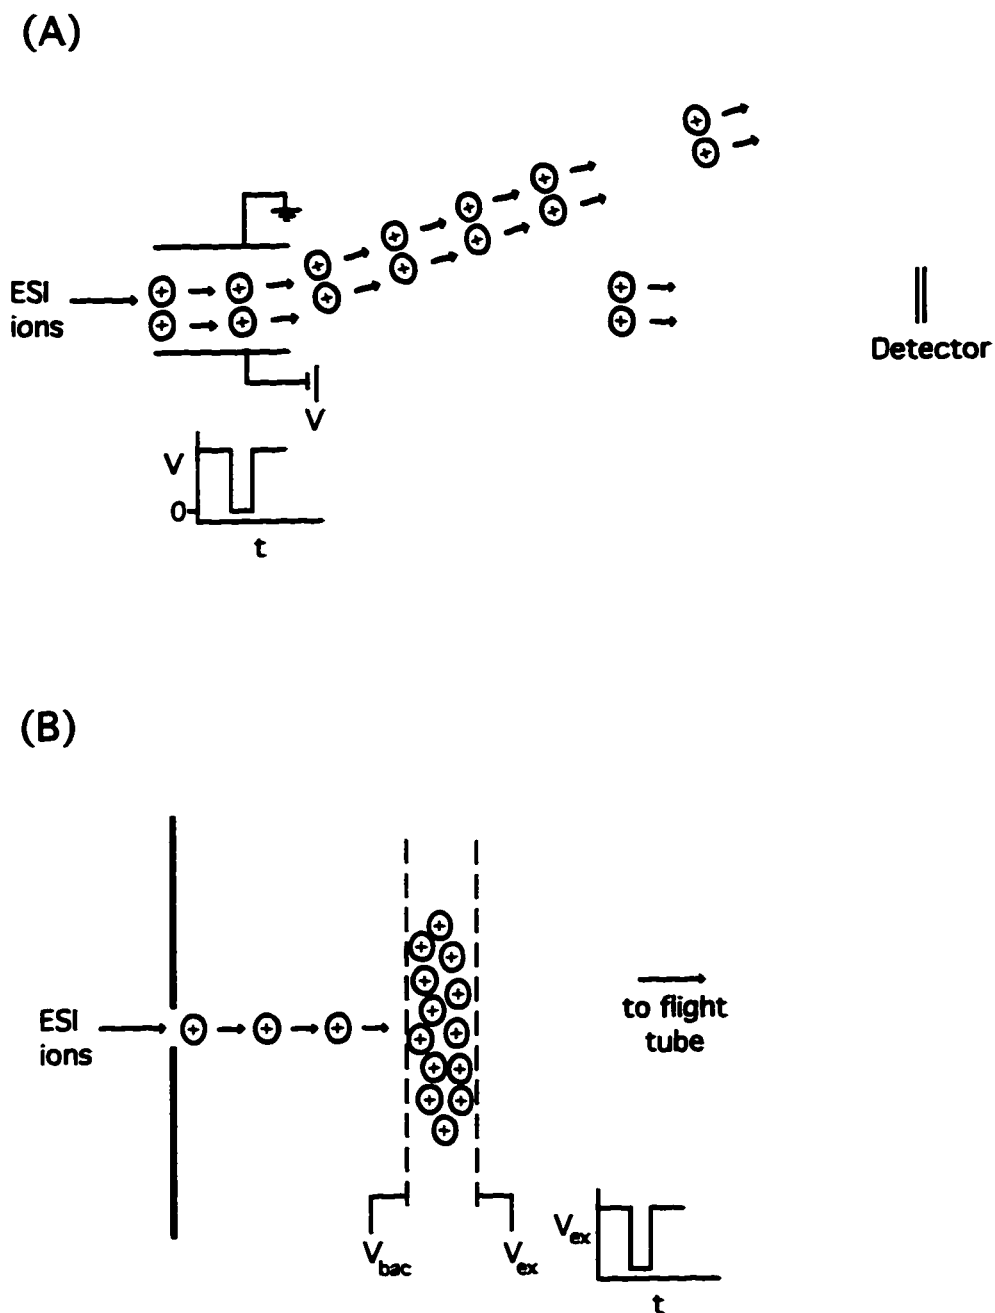 (A)
ESI
ions
V
Detector
V
0
t
(B)
ESI
ions
to flight
tube
V_bac
V_ex
V_ex
t